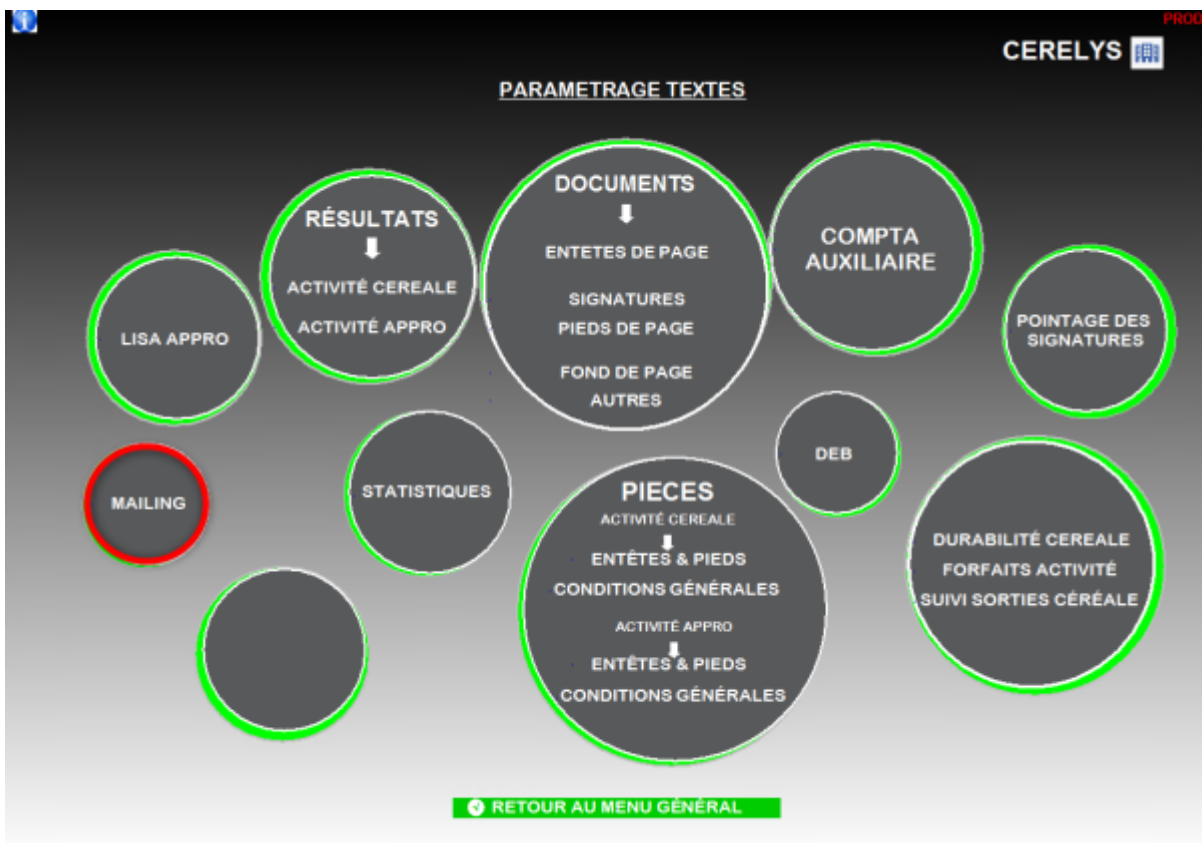 PROD
CERELYS
PARAMETRAGE TEXTES
DOCUMENTS
ENTETES DE PAGE
SIGNATURES
PIEDS DE PAGE
FOND DE PAGE
AUTRES
RÉSULTATS
ACTIVITÉ CEREALE
ACTIVITÉ APPRO
COMPTA
AUXILIAIRE
LISA APPRO
POINTAGE DES
SIGNATURES
MAILING
STATISTIQUES
DEB
PIECES
ACTIVITÉ CEREALE
ENTÊTES & PIEDS
CONDITIONS GÉNÉRALES
ACTIVITÉ APPRO
ENTÊTES & PIEDS
CONDITIONS GÉNÉRALES
DURABILITÉ CEREALE
FORFAITS ACTIVITÉ
SUIVI SORTIES CÉRÉALE
RETOUR AU MENU GÉNÉRAL